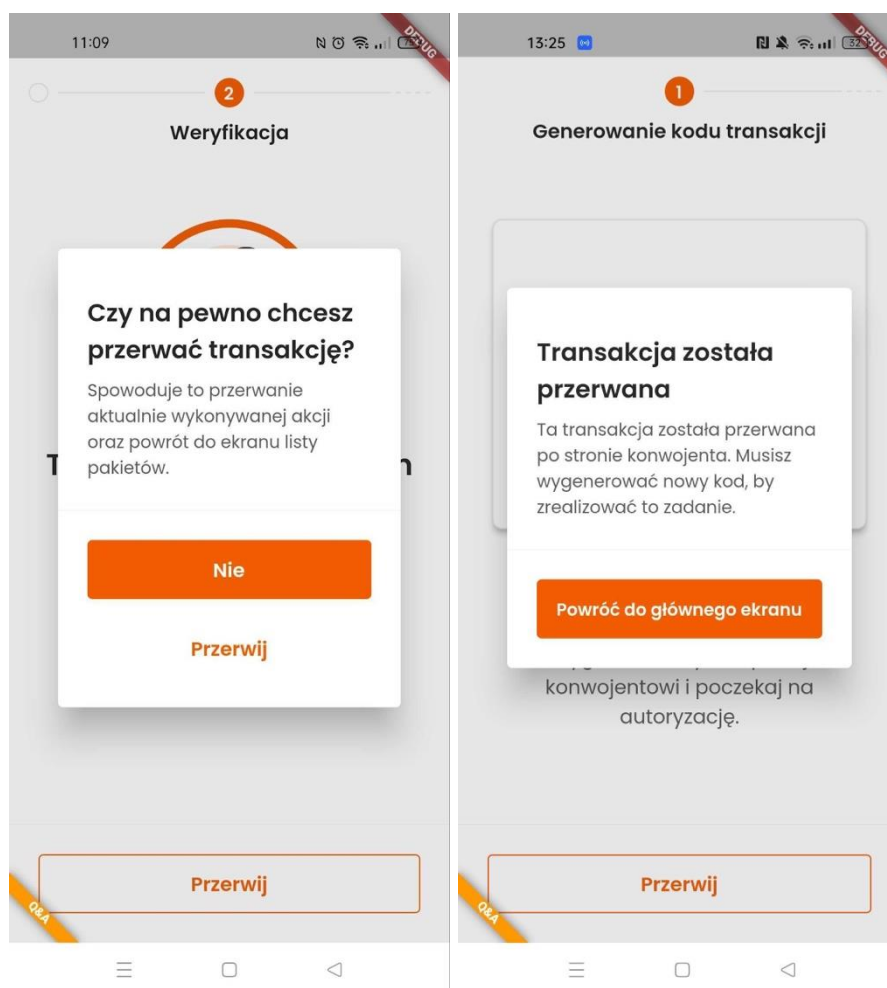 11:09
DEBUG
2
Weryfikacja
Czy na pewno chcesz
przerwać transakcję?
Spowoduje to przerwanie
aktualnie wykonywanej akcji
oraz powrót do ekranu listy
pakietów.
Nie
Przerwij
Przerwij
Q&A
13:25
32
DEBUG
1
Generowanie kodu transakcji
Transakcja została
przerwana
Ta transakcja została przerwana
po stronie konwojenta. Musisz
wygenerować nowy kod, by
zrealizować to zadanie.
Powróć do głównego ekranu
konwojentowi i poczekaj na
autoryzację.
Przerwij
Q&A